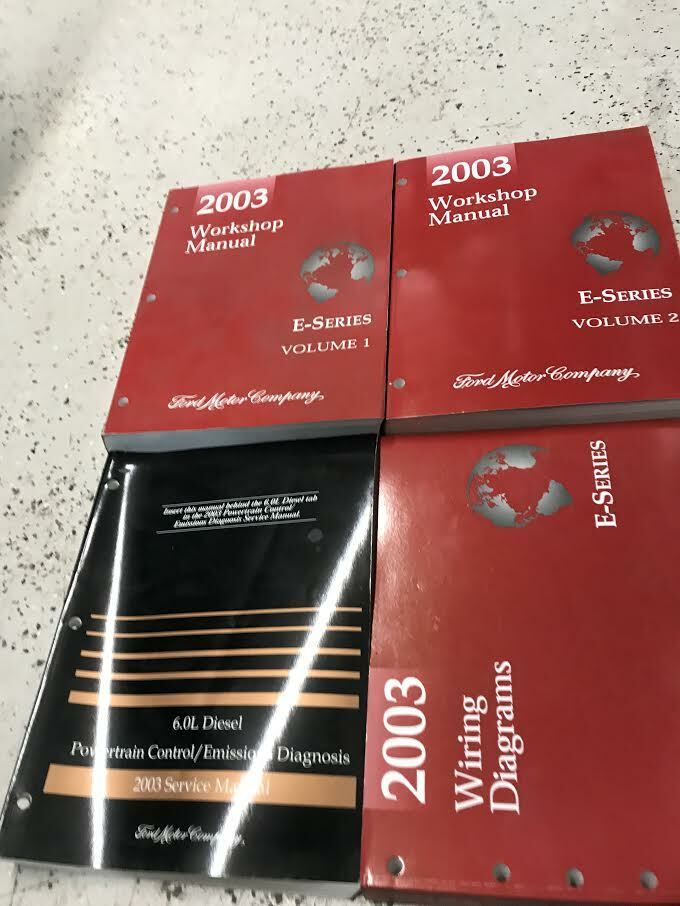 2003
Workshop
Manual
E-SERIES
VOLUME 1
Ford Motor Company,
2003
Workshop
Manual
E-SERIES
VOLUME 2
Ford Motor Company,
Insert this manual behind the 6.0L Diesel tab
in the 2003 Powertrain Control/
Emissions Diagnosis Service Manual.
6.0L Diesel
Powertrain Control/Emissions Diagnosis
2003 Service Manual
Ford Motor Company,
E-SERIES
2003
Wiring
Diagrams